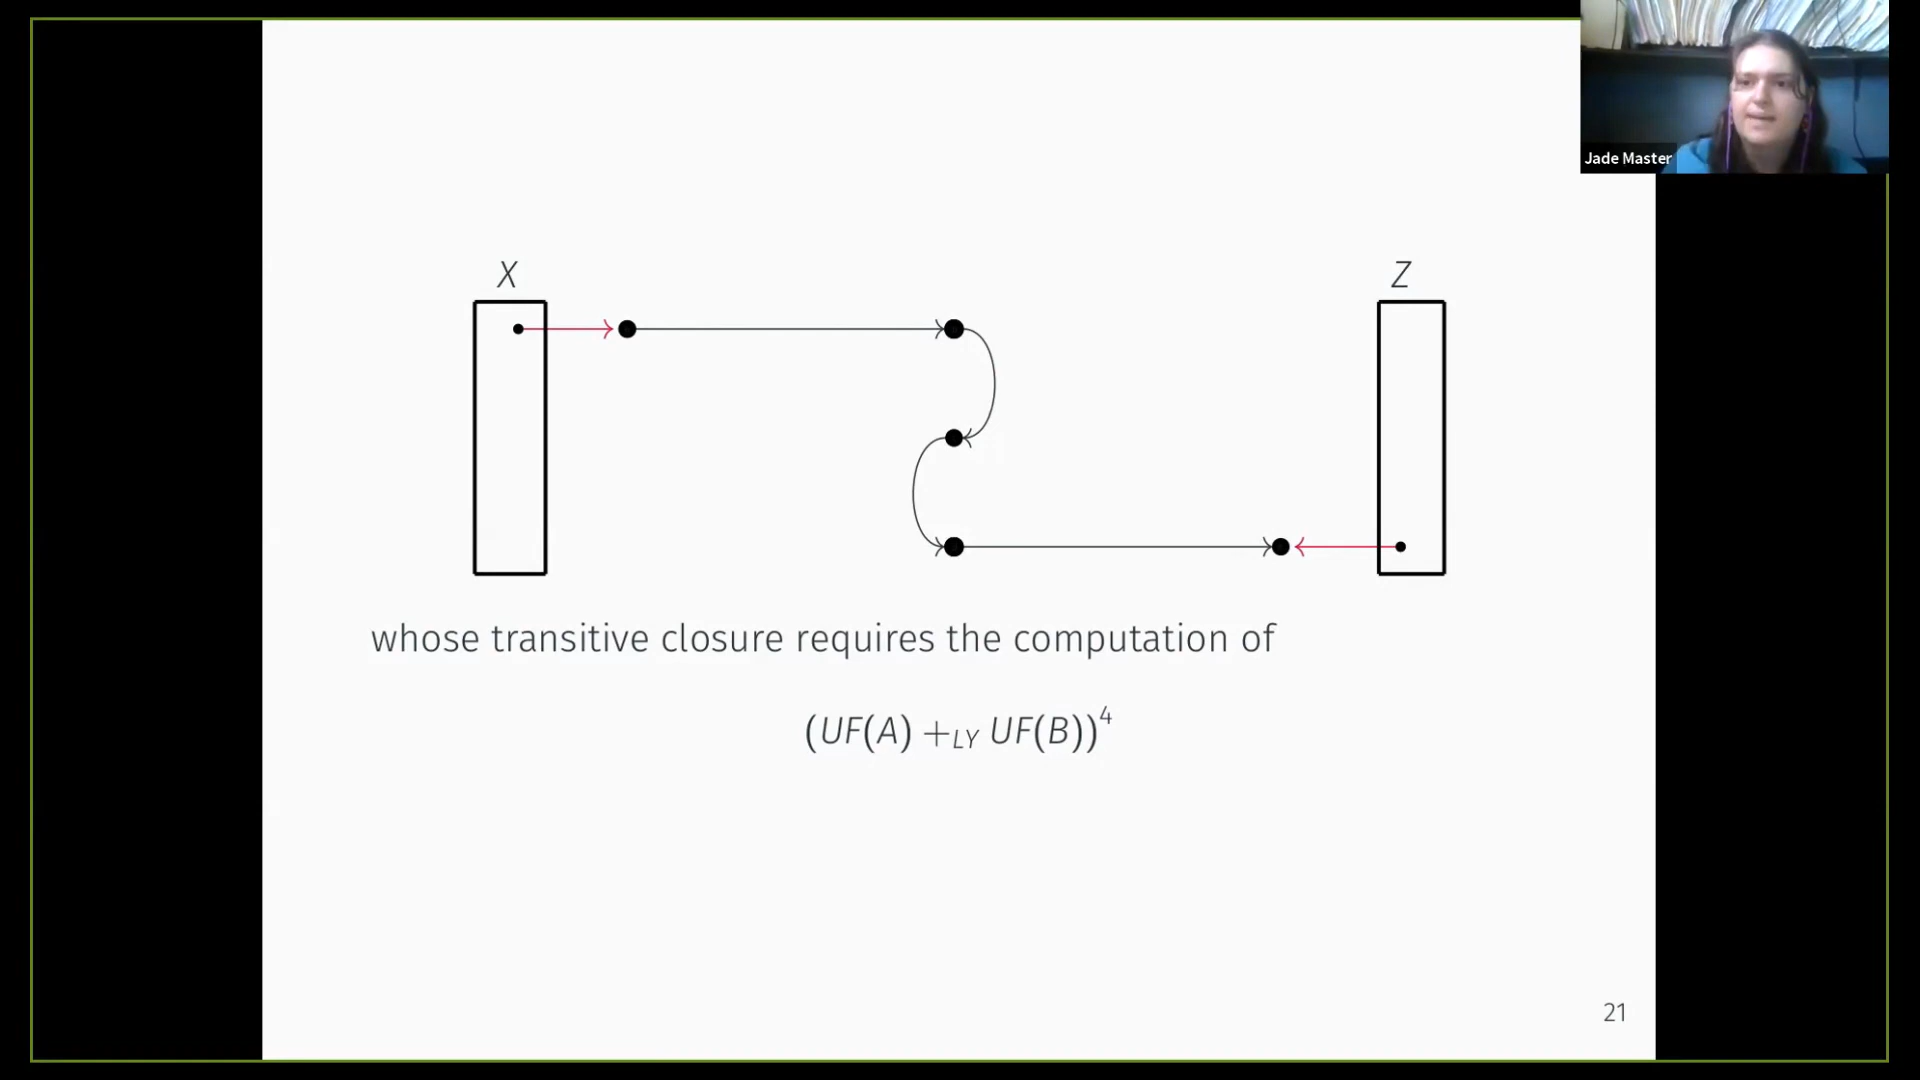 Jade Master
X
Z
whose transitive closure requires the computation of
(UF(A) +_{LY} UF(B))^4
21